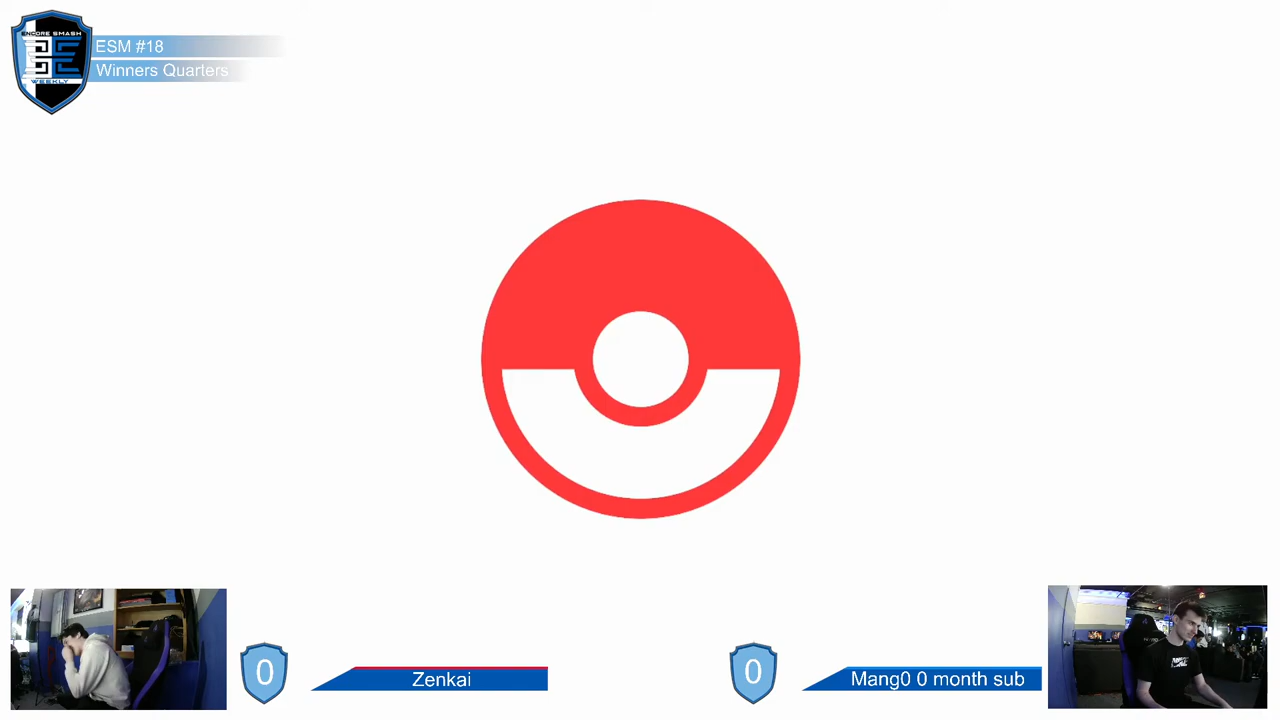 ENCORE SMASH
WEEKLY
ESM #18
Winners Quarters
0
Zenkai
0
Mang0 0 month sub